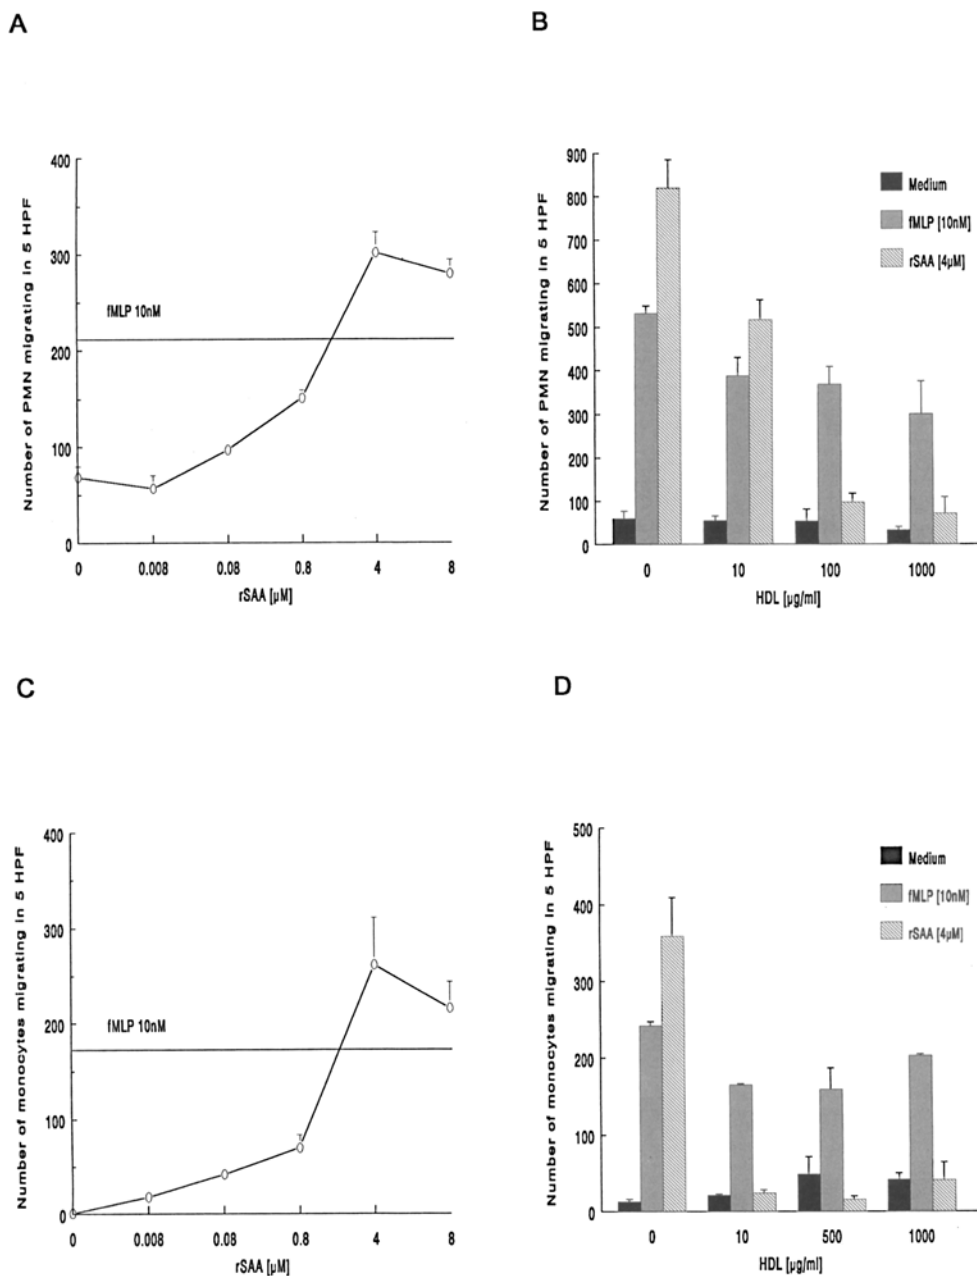 A
Number of PMN migrating in 5 HPF
400
300
200
100
0
fMLP 10nM
0 0.008 0.08 0.8 4 8
rSAA [µM]
B
Number of PMN migrating in 5 HPF
900
800
700
600
500
400
300
200
100
0
Medium
fMLP [10nM]
rSAA [4µM]
0 10 100 1000
HDL [µg/ml]
C
Number of monocytes migrating in 5 HPF
400
300
200
100
0
fMLP 10nM
0 0.008 0.08 0.8 4 8
rSAA [µM]
D
Number of monocytes migrating in 5 HPF
500
400
300
200
100
0
Medium
fMLP [10nM]
rSAA [4µM]
0 10 500 1000
HDL [µg/ml]